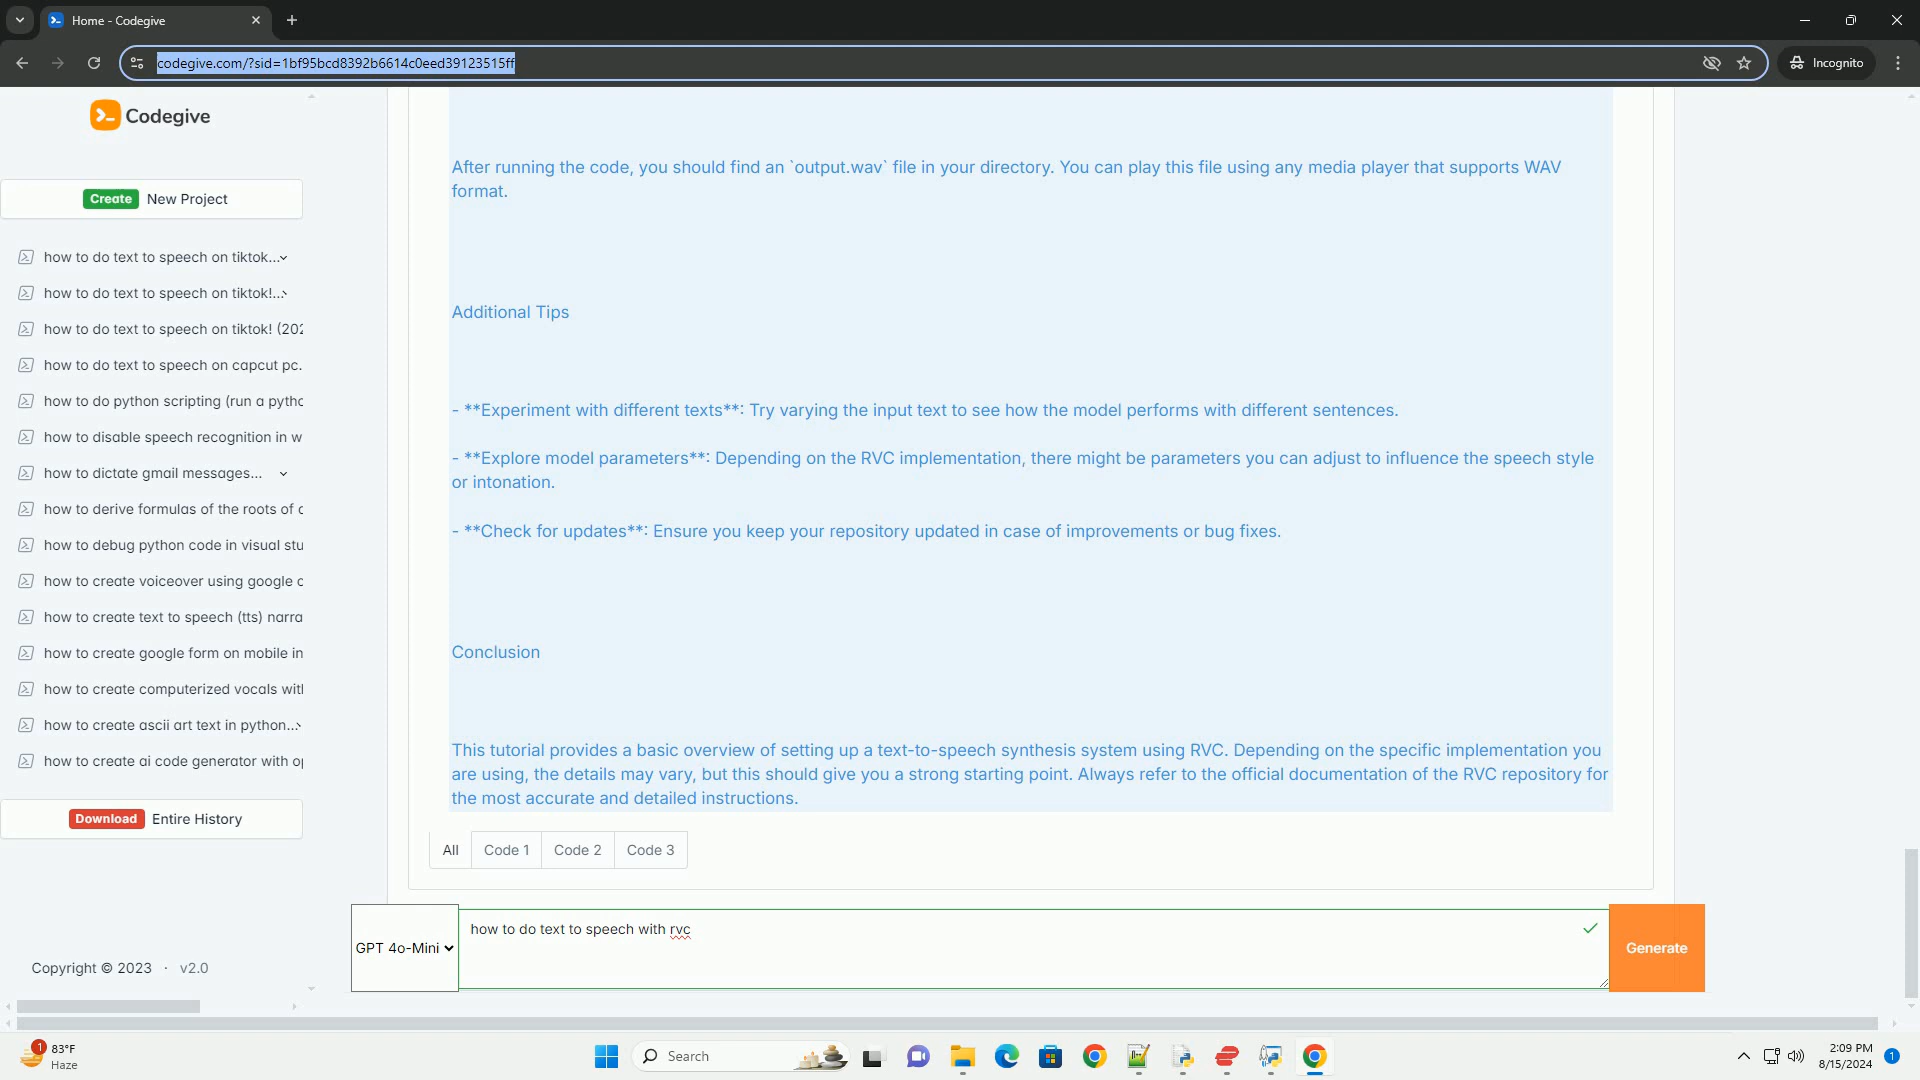 Home - Codegive
codegive.com/?sid=1bf95bcd8392b6614c0eed39123515ff
Incognito
Codegive
Create New Project
how to do text to speech on tiktok...
how to do text to speech on tiktok!...
how to do text to speech on tiktok! (202
how to do text to speech on capcut pc.
how to do python scripting (run a pytho
how to disable speech recognition in w
how to dictate gmail messages...
how to derive formulas of the roots of c
how to debug python code in visual stu
how to create voiceover using google c
how to create text to speech (tts) narra
how to create google form on mobile in
how to create computerized vocals with
how to create ascii art text in python...
how to create ai code generator with op
Download Entire History
Copyright © 2023 · v2.0
After running the code, you should find an `output.wav` file in your directory. You can play this file using any media player that supports WAV
format.
Additional Tips
- **Experiment with different texts**: Try varying the input text to see how the model performs with different sentences.
- **Explore model parameters**: Depending on the RVC implementation, there might be parameters you can adjust to influence the speech style
or intonation.
- **Check for updates**: Ensure you keep your repository updated in case of improvements or bug fixes.
Conclusion
This tutorial provides a basic overview of setting up a text-to-speech synthesis system using RVC. Depending on the specific implementation you
are using, the details may vary, but this should give you a strong starting point. Always refer to the official documentation of the RVC repository for
the most accurate and detailed instructions.
All Code 1 Code 2 Code 3
GPT 4o-Mini
how to do text to speech with rvc
Generate
1
83°F
Haze
Search
2:09 PM
8/15/2024
1